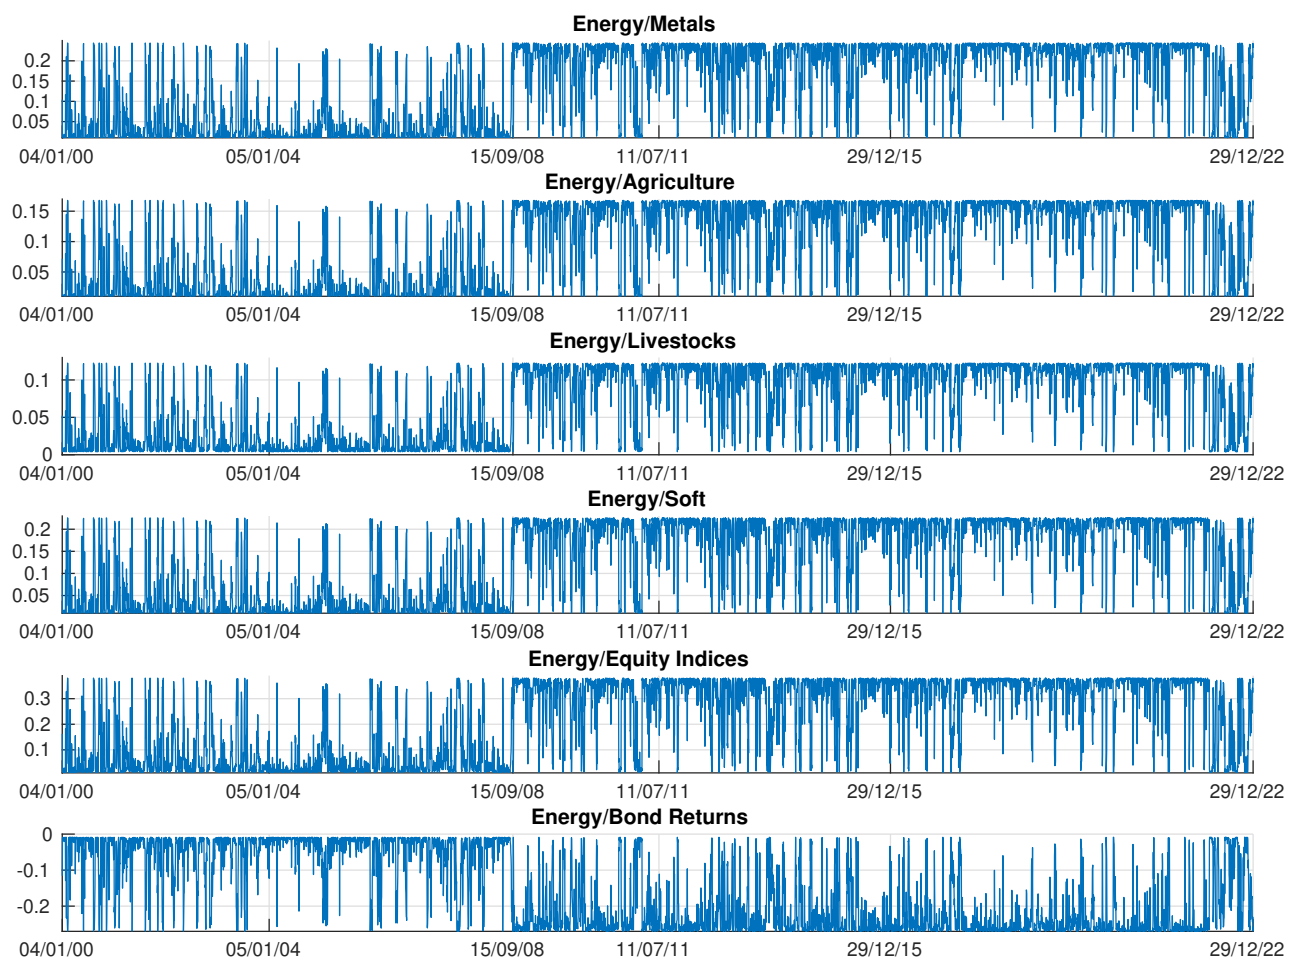 Energy/Metals
0.2
0.15
0.1
0.05
04/01/00 05/01/04 15/09/08 11/07/11 29/12/15 29/12/22
Energy/Agriculture
0.15
0.1
0.05
04/01/00 05/01/04 15/09/08 11/07/11 29/12/15 29/12/22
Energy/Livestocks
0.1
0.05
0
04/01/00 05/01/04 15/09/08 11/07/11 29/12/15 29/12/22
Energy/Soft
0.2
0.15
0.1
0.05
04/01/00 05/01/04 15/09/08 11/07/11 29/12/15 29/12/22
Energy/Equity Indices
0.3
0.2
0.1
04/01/00 05/01/04 15/09/08 11/07/11 29/12/15 29/12/22
Energy/Bond Returns
0
-0.1
-0.2
04/01/00 05/01/04 15/09/08 11/07/11 29/12/15 29/12/22